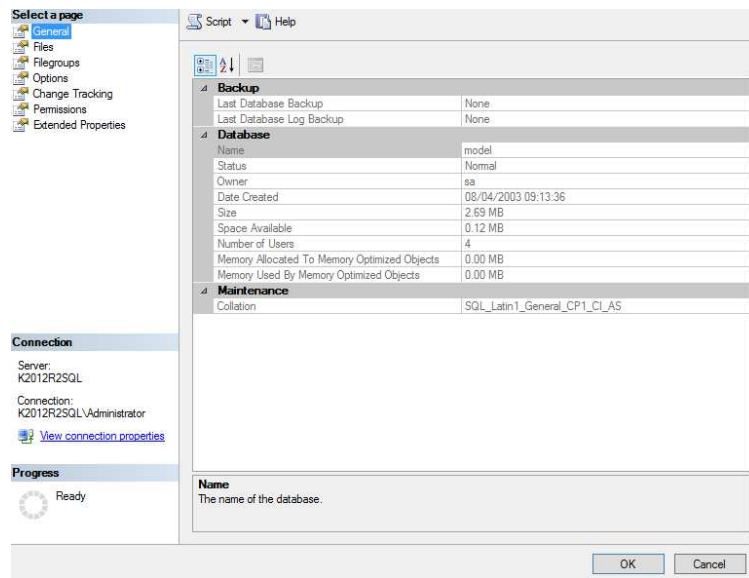 Select a page
General
Files
Filegroups
Options
Change Tracking
Permissions
Extended Properties
Script Help
Backup
Last Database Backup None
Last Database Log Backup None
Database
Name model
Status Normal
Owner sa
Date Created 08/04/2003 09:13:36
Size 2.69 MB
Space Available 0.12 MB
Number of Users 4
Memory Allocated To Memory Optimized Objects 0.00 MB
Memory Used By Memory Optimized Objects 0.00 MB
Maintenance
Collation SQL_Latin1_General_CP1_CI_AS
Connection
Server:
K2012R2SQL
Connection:
K2012R2SQL\Administrator
View connection properties
Progress
Ready
Name
The name of the database.
OK Cancel